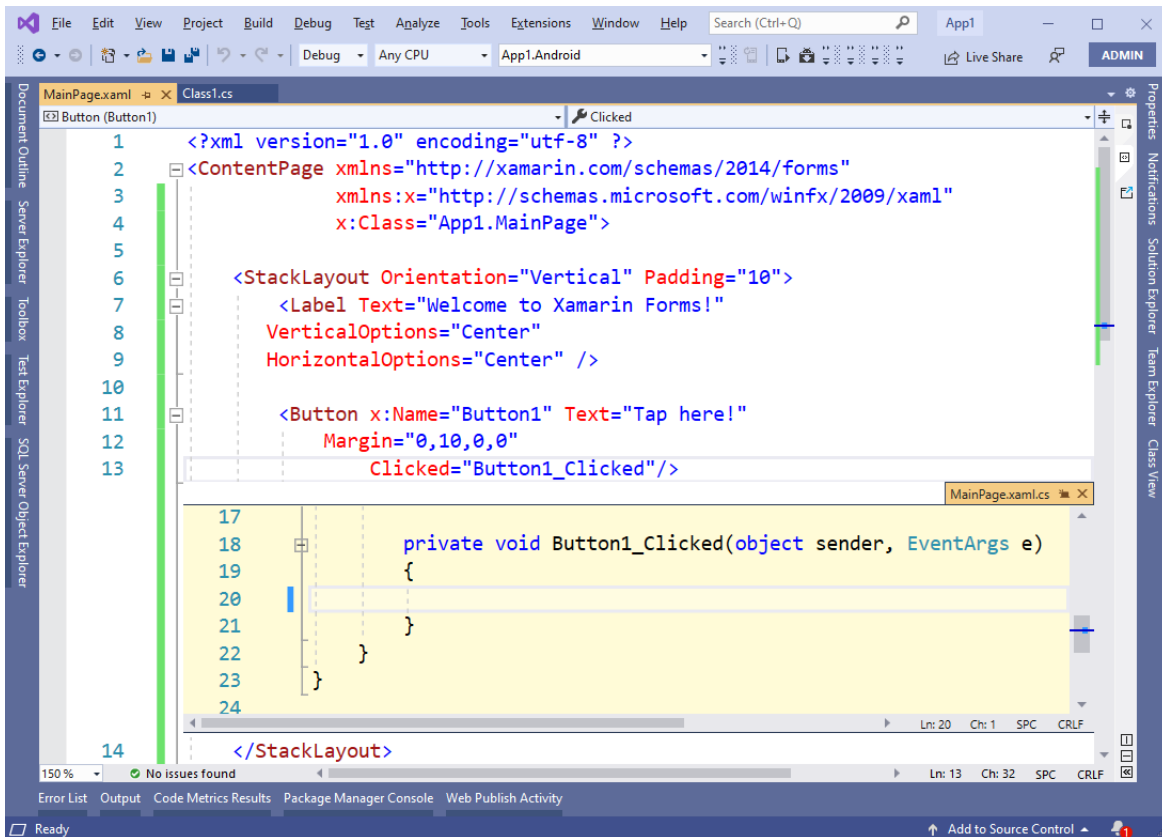 File Edit View Project Build Debug Test Analyze Tools Extensions Window Help Search (Ctrl+Q) App1
Debug Any CPU App1.Android Live Share ADMIN
MainPage.xaml Class1.cs
Button (Button1) Clicked
1 <?xml version="1.0" encoding="utf-8" ?>
2 <ContentPage xmlns="http://xamarin.com/schemas/2014/forms"
3 xmlns:x="http://schemas.microsoft.com/winfx/2009/xaml"
4 x:Class="App1.MainPage">
5
6 <StackLayout Orientation="Vertical" Padding="10">
7 <Label Text="Welcome to Xamarin Forms!"
8 VerticalOptions="Center"
9 HorizontalOptions="Center" />
10
11 <Button x:Name="Button1" Text="Tap here!"
12 Margin="0,10,0,0"
13 Clicked="Button1_Clicked"/>
MainPage.xaml.cs
17
18 private void Button1_Clicked(object sender, EventArgs e)
19 {
20
21 }
22 }
23 }
24
Ln: 20 Ch: 1 SPC CRLF
14 </StackLayout>
150 % No issues found Ln: 13 Ch: 32 SPC CRLF
Error List Output Code Metrics Results Package Manager Console Web Publish Activity
Ready Add to Source Control 1
Document Outline
Server Explorer
Toolbox
Test Explorer
SQL Server Object Explorer
Properties
Notifications
Solution Explorer
Team Explorer
Class View